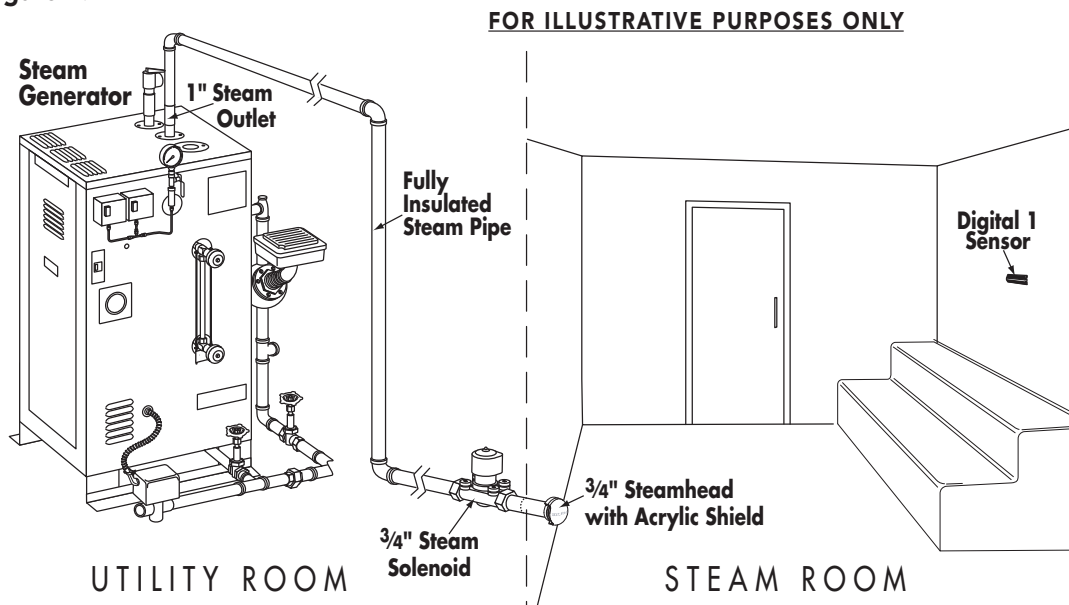 FOR ILLUSTRATIVE PURPOSES ONLY
Steam
Generator
1" Steam
Outlet
Fully
Insulated
Steam Pipe
Digital 1
Sensor
3/4" Steamhead
with Acrylic Shield
3/4" Steam
Solenoid
UTILITY ROOM
STEAM ROOM